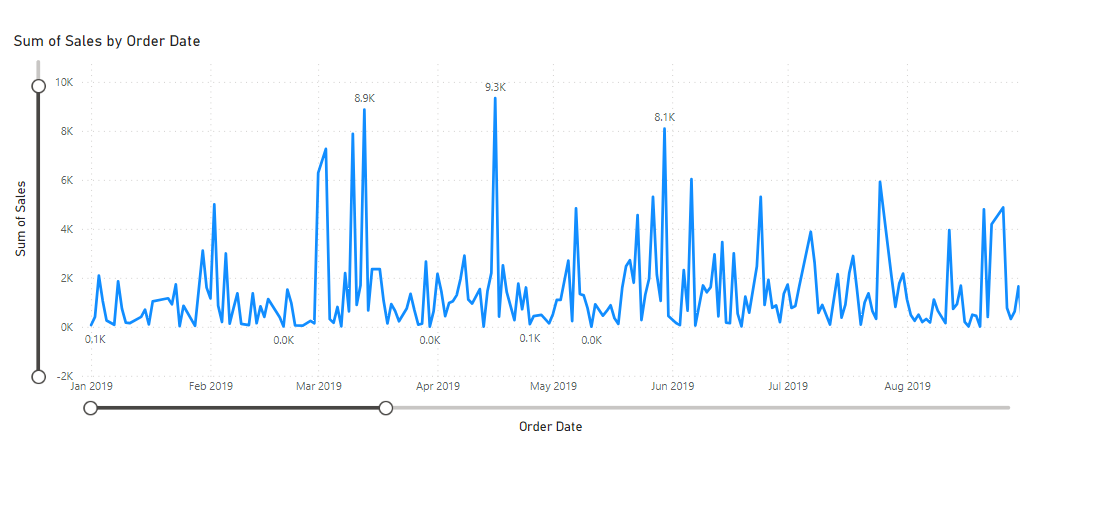 Sum of Sales by Order Date
10K
8K
6K
4K
2K
0K
-2K
Sum of Sales
8.9K
9.3K
8.1K
0.1K
0.0K
0.0K
0.1K
0.0K
Jan 2019
Feb 2019
Mar 2019
Apr 2019
May 2019
Jun 2019
Jul 2019
Aug 2019
Order Date